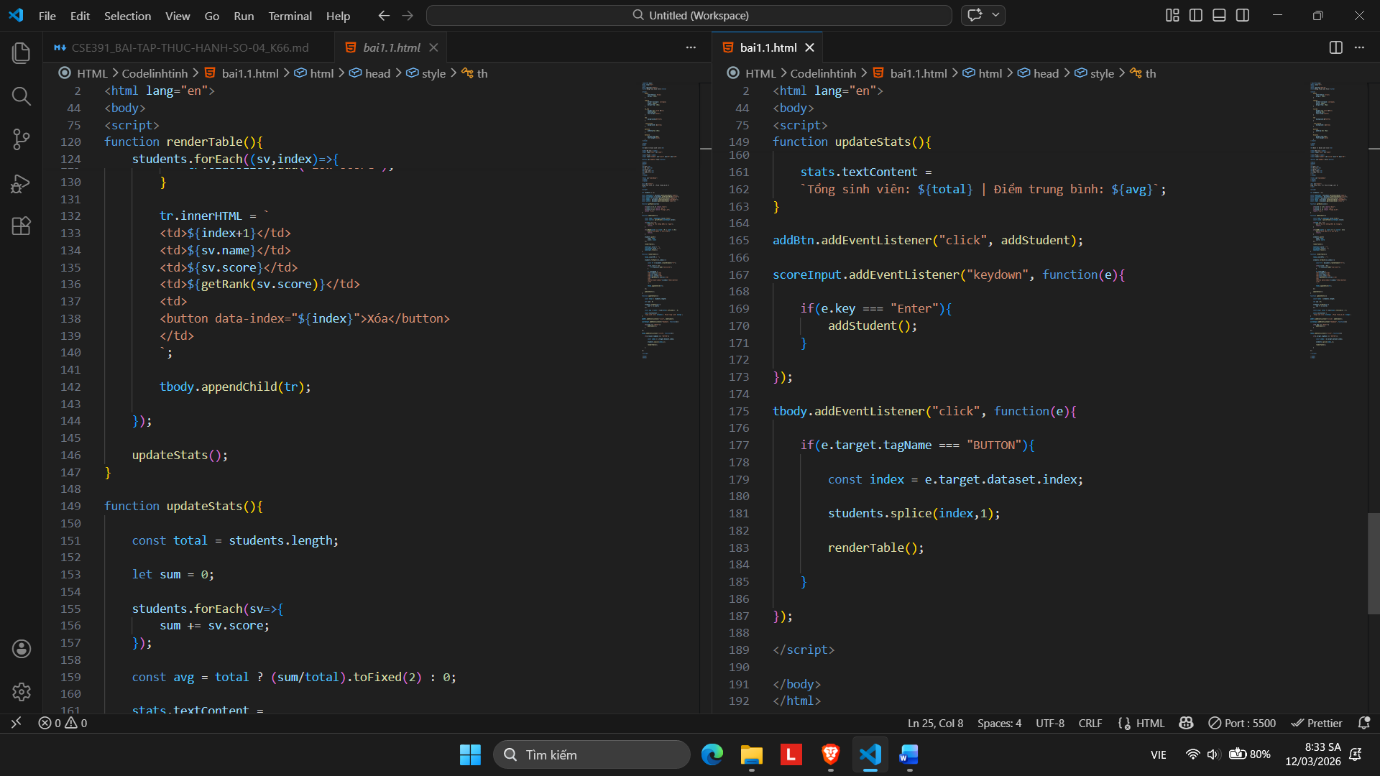 File Edit Selection View Go Run Terminal Help
Untitled (Workspace)
CSE391_BAI-TAP-THUC-HANH-SO-04_K66.md
bai1.1.html
HTML > Codelinhtinh > bai1.1.html > html > head > style > th
2 <html lang="en">
44 <body>
75 <script>
120 function renderTable(){
124 students.forEach((sv,index)=>{
130 }
131
132 tr.innerHTML = `
133 <td>${index+1}</td>
134 <td>${sv.name}</td>
135 <td>${sv.score}</td>
136 <td>${getRank(sv.score)}</td>
137 <td>
138 <button data-index="${index}">Xóa</button>
139 </td>
140 `;
141
142 tbody.appendChild(tr);
143
144 });
145
146 updateStats();
147 }
148
149 function updateStats(){
150
151 const total = students.length;
152
153 let sum = 0;
154
155 students.forEach(sv=>{
156 sum += sv.score;
157 });
158
159 const avg = total ? (sum/total).toFixed(2) : 0;
160
161 stats.textContent =
bai1.1.html
HTML > Codelinhtinh > bai1.1.html > html > head > style > th
2 <html lang="en">
44 <body>
75 <script>
149 function updateStats(){
160
161 stats.textContent =
162 `Tổng sinh viên: ${total} | Điểm trung bình: ${avg}`;
163 }
164
165 addBtn.addEventListener("click", addStudent);
166
167 scoreInput.addEventListener("keydown", function(e){
168
169 if(e.key === "Enter"){
170 addStudent();
171 }
172
173 });
174
175 tbody.addEventListener("click", function(e){
176
177 if(e.target.tagName === "BUTTON"){
178
179 const index = e.target.dataset.index;
180
181 students.splice(index,1);
182
183 renderTable();
184
185 }
186
187 });
188
189 </script>
190
191 </body>
192 </html>
0 0
Ln 25, Col 8 Spaces: 4 UTF-8 CRLF {} HTML Port : 5500 Prettier
Tìm kiếm
L
W
VIE
80%
8:33 SA
12/03/2026